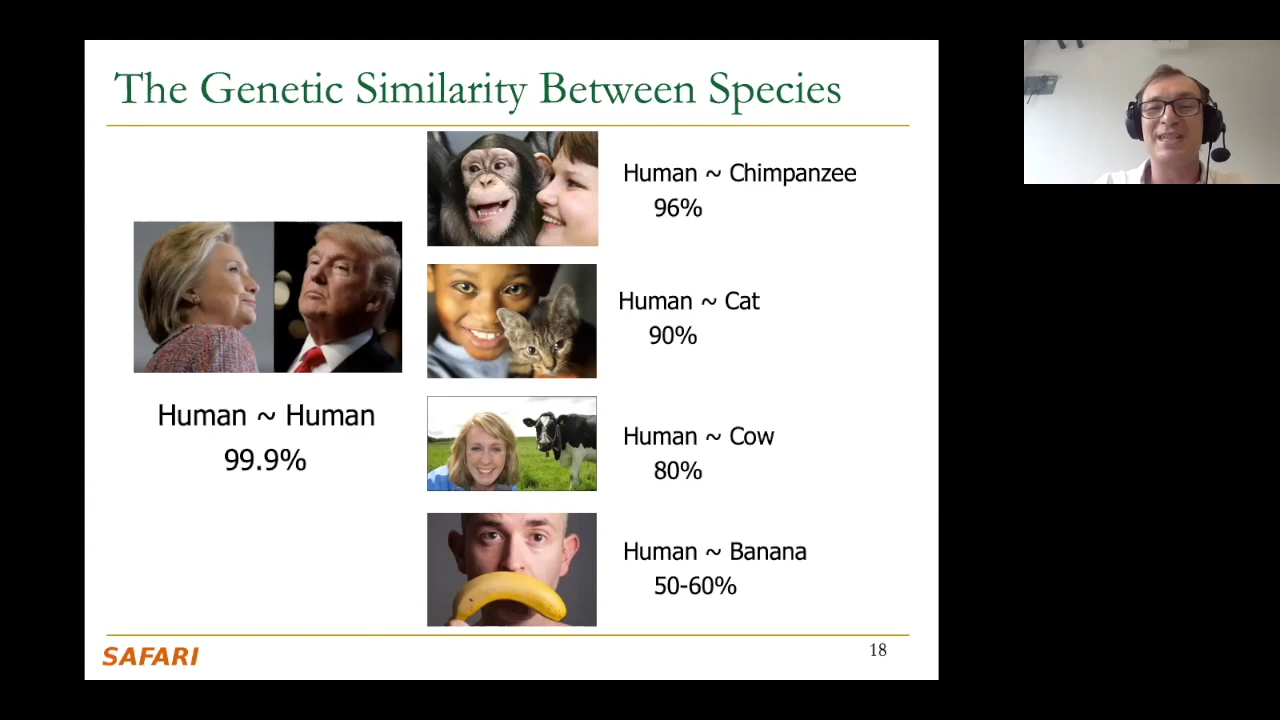 The Genetic Similarity Between Species
Human ~ Human
99.9%
Human ~ Chimpanzee
96%
Human ~ Cat
90%
Human ~ Cow
80%
Human ~ Banana
50-60%
SAFARI
18